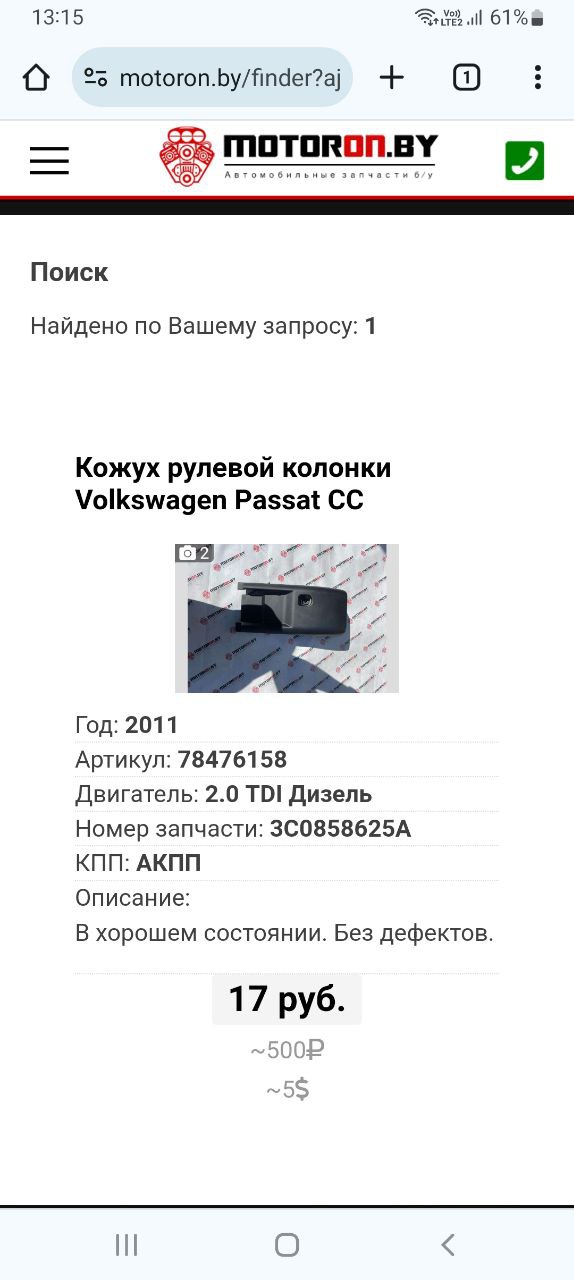 13:15
Vo)) LTE2 61%
motoron.by/finder?aj
1
MOTORON.BY
Автомобильные запчасти б/у
Поиск
Найдено по Вашему запросу: 1
Кожух рулевой колонки
Volkswagen Passat CC
2
Год: 2011
Артикул: 78476158
Двигатель: 2.0 TDI Дизель
Номер запчасти: 3C0858625A
КПП: АКПП
Описание:
В хорошем состоянии. Без дефектов.
17 руб.
~500₽
~5$